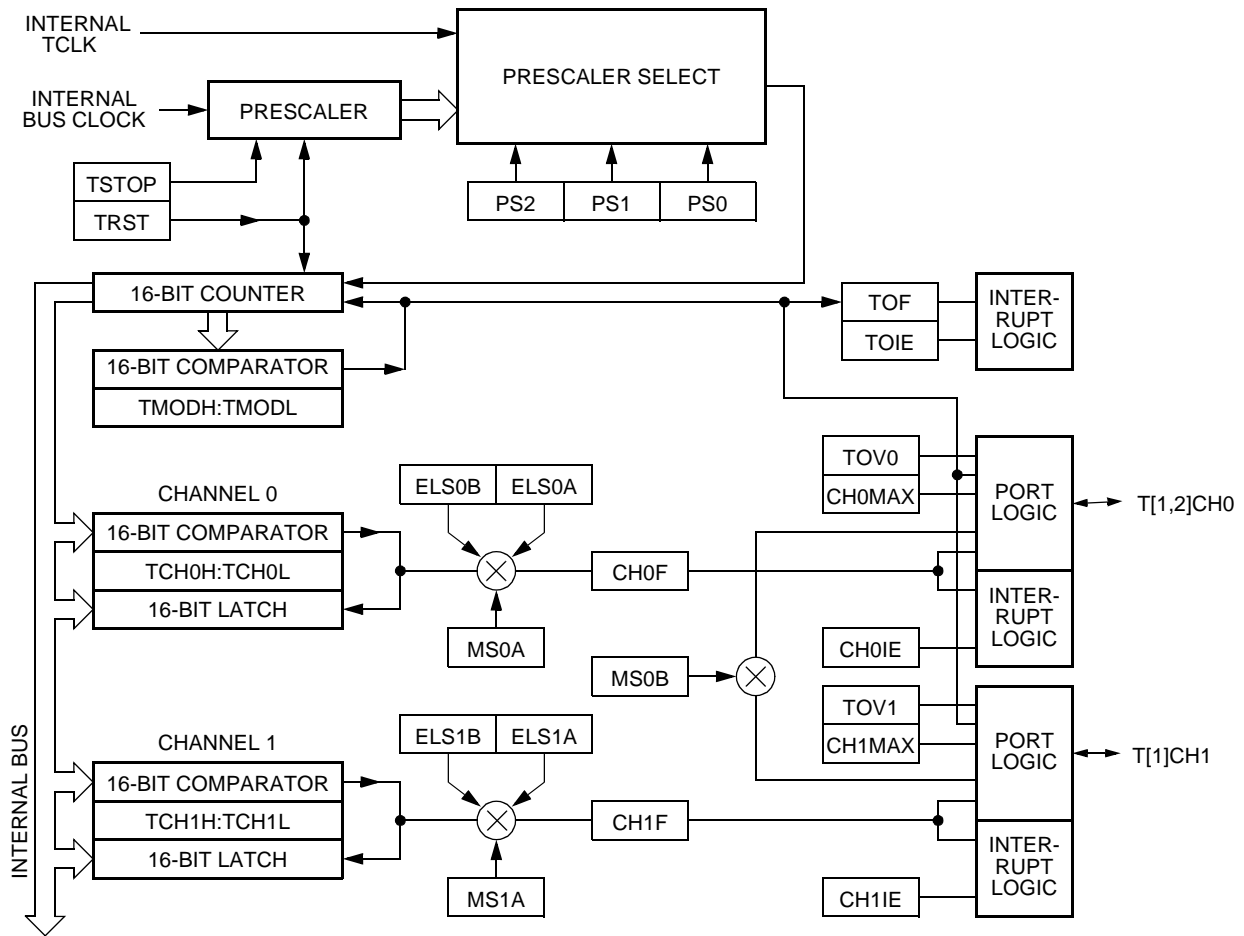 INTERNAL
TCLK
PRESCALER SELECT
INTERNAL
BUS CLOCK
PRESCALER
TSTOP
TRST
PS2
PS1
PS0
16-BIT COUNTER
16-BIT COMPARATOR
TMODH:TMODL
TOF
TOIE
INTER-
RUPT
LOGIC
CHANNEL 0
16-BIT COMPARATOR
TCH0H:TCH0L
16-BIT LATCH
ELS0B
ELS0A
MS0A
CH0F
TOV0
CH0MAX
PORT
LOGIC
T[1,2]CH0
INTER-
RUPT
LOGIC
CH0IE
MS0B
INTERNAL BUS
CHANNEL 1
16-BIT COMPARATOR
TCH1H:TCH1L
16-BIT LATCH
ELS1B
ELS1A
MS1A
CH1F
TOV1
CH1MAX
PORT
LOGIC
T[1]CH1
INTER-
RUPT
LOGIC
CH1IE